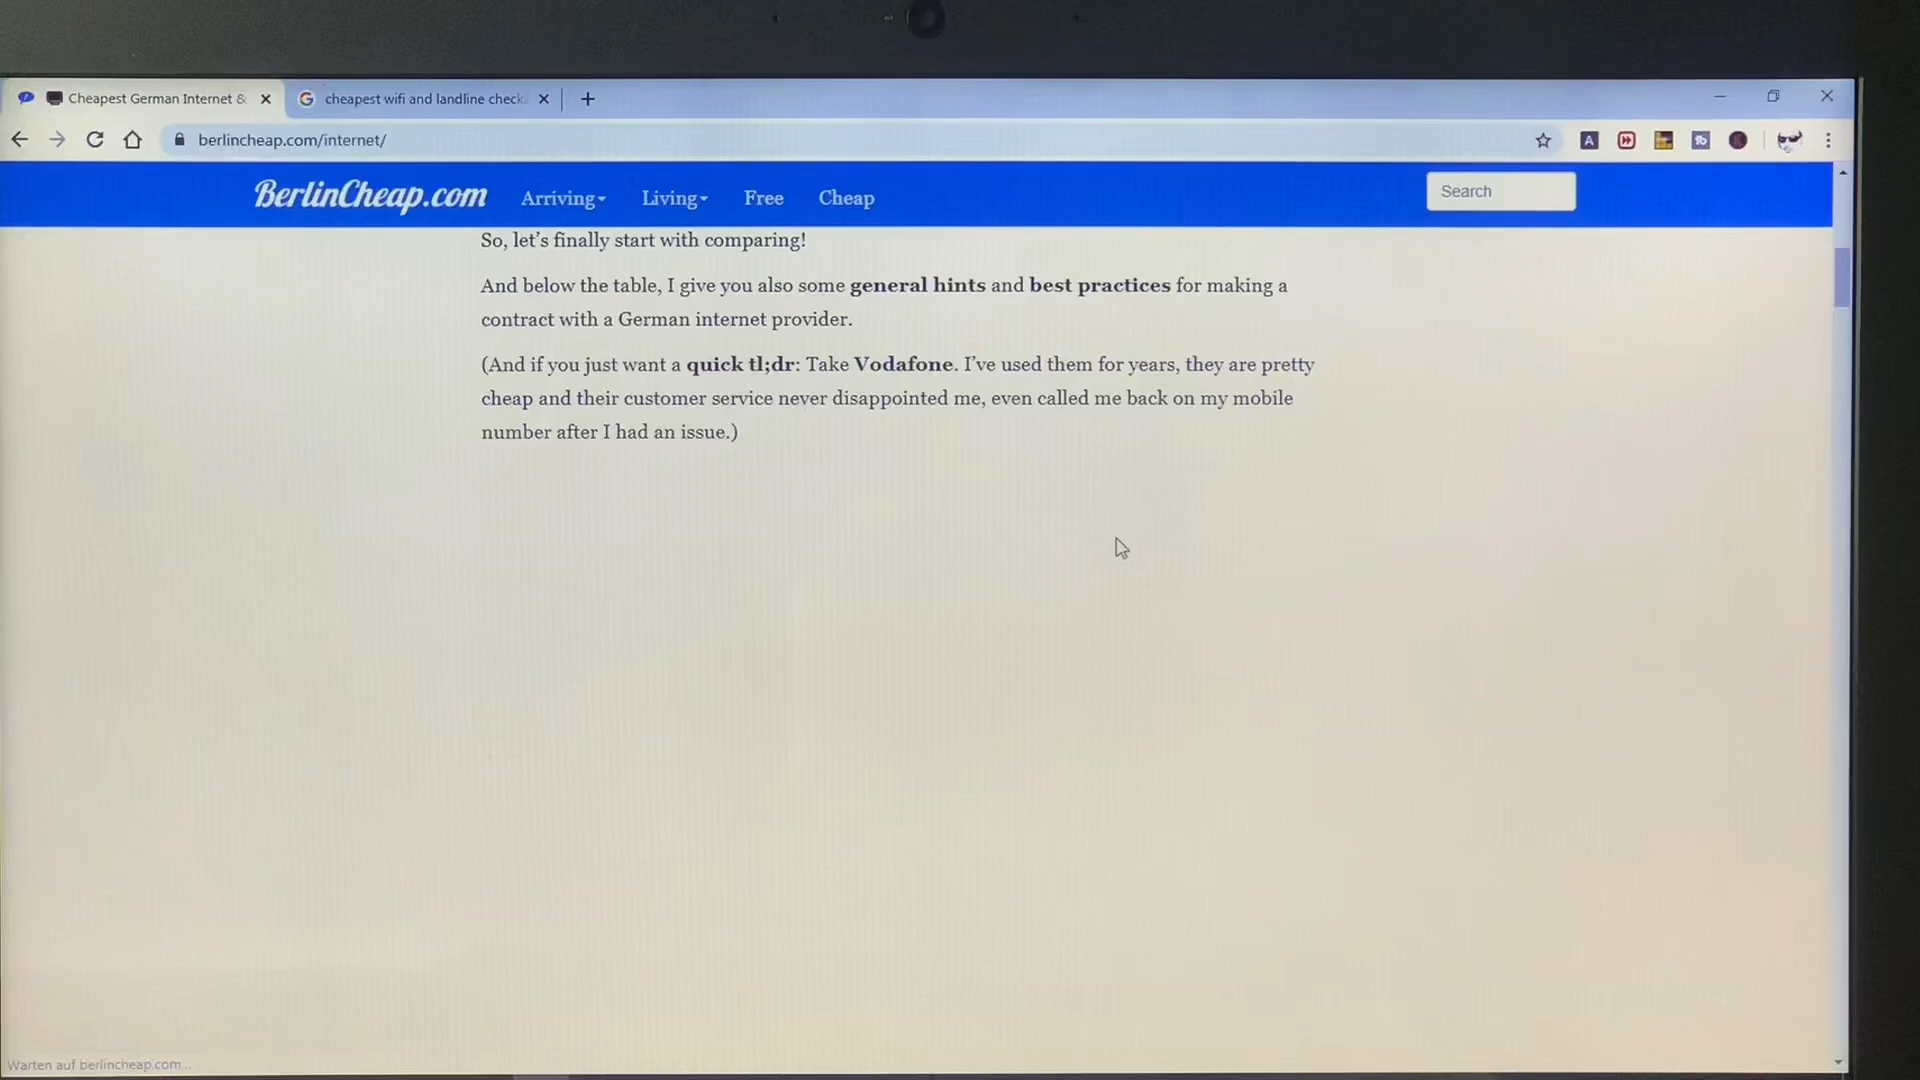 Cheapest German Internet &
cheapest wifi and landline check
berlincheap.com/internet/
BerlinCheap.com Arriving Living Free Cheap Search
So, let's finally start with comparing!
And below the table, I give you also some general hints and best practices for making a
contract with a German internet provider.
(And if you just want a quick tl;dr: Take Vodafone. I've used them for years, they are pretty
cheap and their customer service never disappointed me, even called me back on my mobile
number after I had an issue.)
Warten auf berlincheap.com...